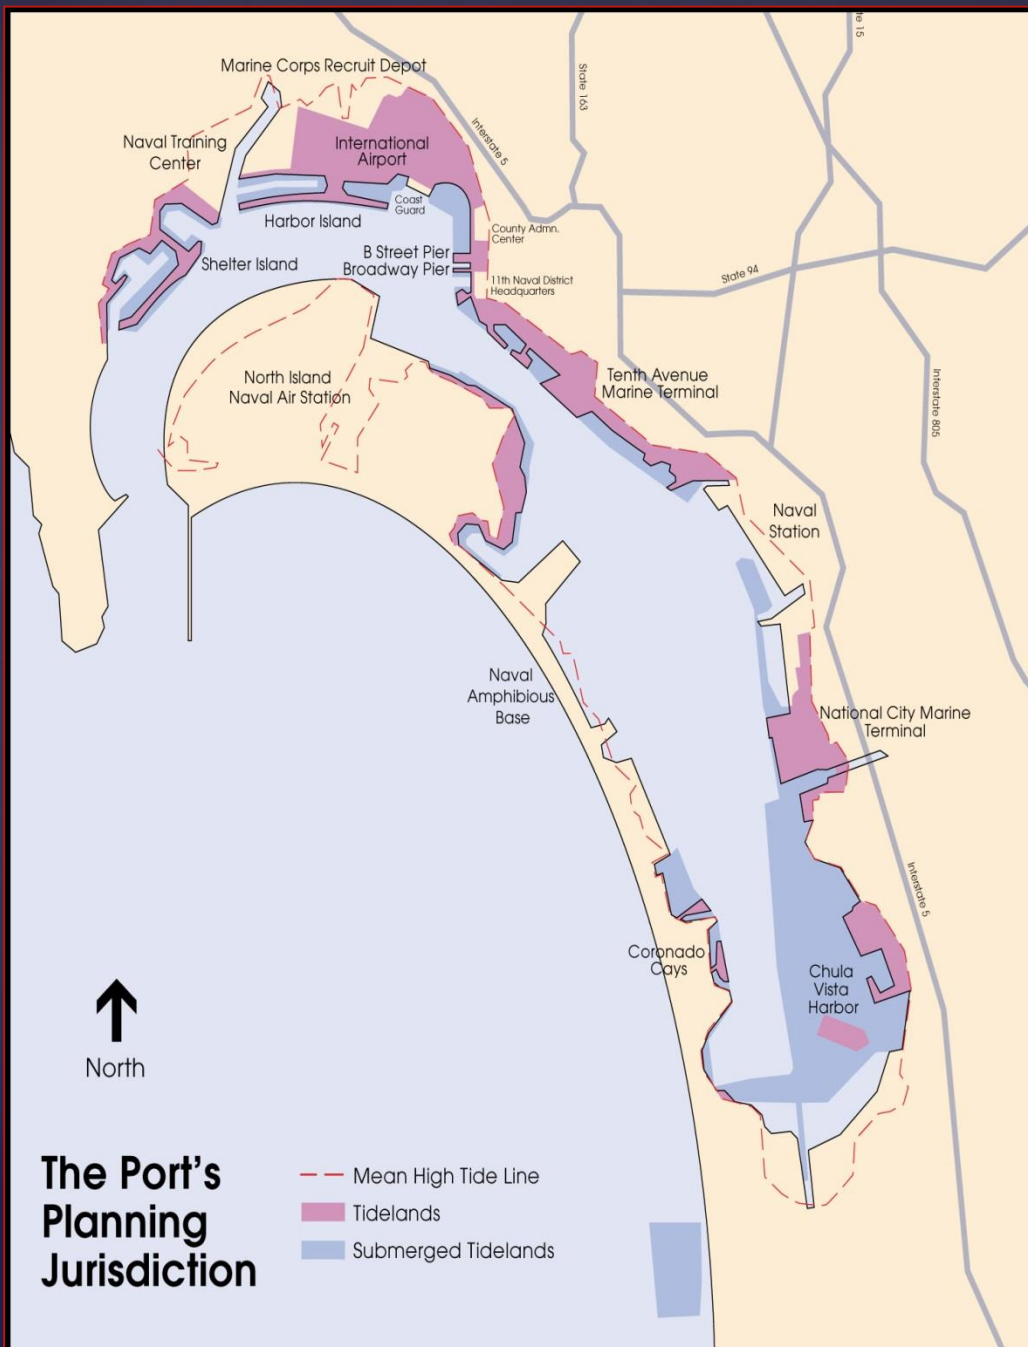 Marine Corps Recruit Depot
State 15
State 163
Interstate 5
Naval Training
Center
International
Airport
Coast
Guard
Harbor Island
County Admn.
Center
B Street Pier
Broadway Pier
Shelter Island
11th Naval District
Headquarters
State 94
North Island
Naval Air Station
Tenth Avenue
Marine Terminal
Interstate 805
Naval
Station
Naval
Amphibious
Base
National City Marine
Terminal
Interstate 5
Coronado
Cays
Chula
Vista
Harbor
North
The Port's
Planning
Jurisdiction
Mean High Tide Line
Tidelands
Submerged Tidelands